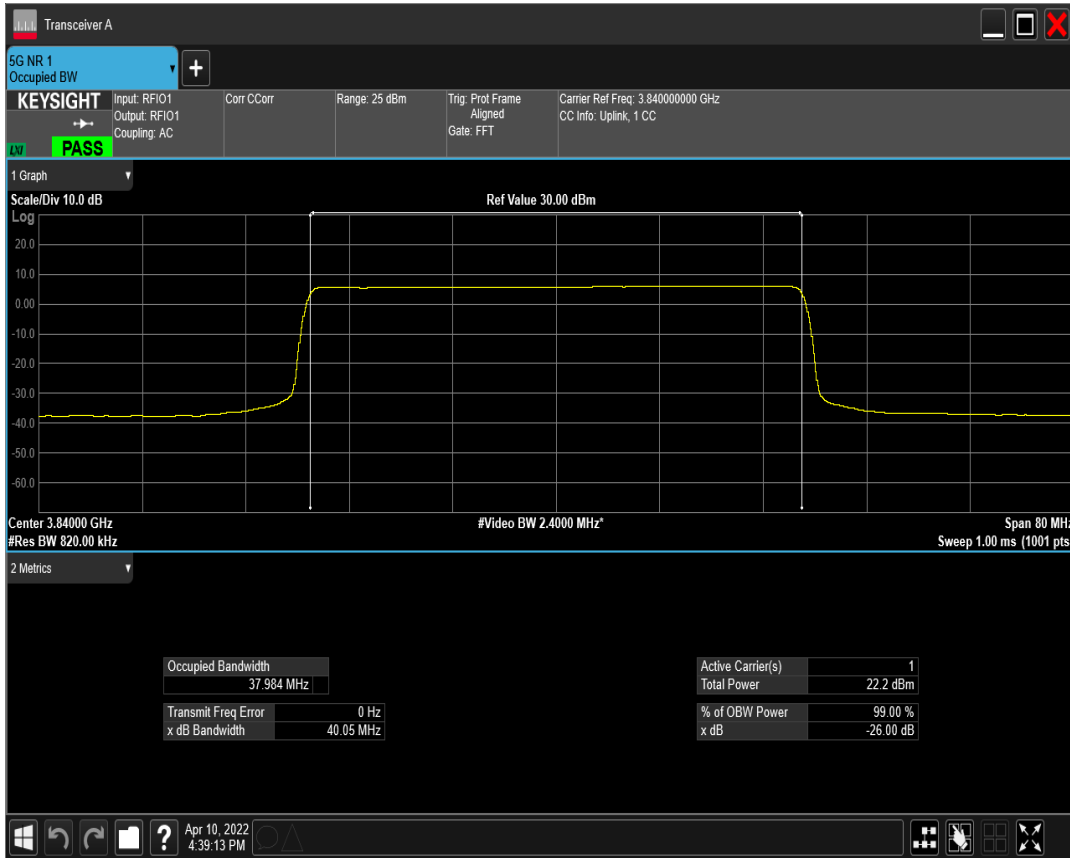 Transceiver A
5G NR 1
Occupied BW
KEYSIGHT
LXI
PASS
Input: RFIO1
Output: RFIO1
Coupling: AC
Corr CCorr
Range: 25 dBm
Trig: Prot Frame
Aligned
Gate: FFT
Carrier Ref Freq: 3.840000000 GHz
CC Info: Uplink, 1 CC
1 Graph
Scale/Div 10.0 dB
Ref Value 30.00 dBm
Log
20.0
10.0
0.00
-10.0
-20.0
-30.0
-40.0
-50.0
-60.0
Center 3.84000 GHz
#Video BW 2.4000 MHz*
Span 80 MHz
#Res BW 820.00 kHz
Sweep 1.00 ms (1001 pts
2 Metrics
Occupied Bandwidth
37.984 MHz
Transmit Freq Error 0 Hz
x dB Bandwidth 40.05 MHz
Active Carrier(s) 1
Total Power 22.2 dBm
% of OBW Power 99.00 %
x dB -26.00 dB
?
Apr 10, 2022
4:39:13 PM